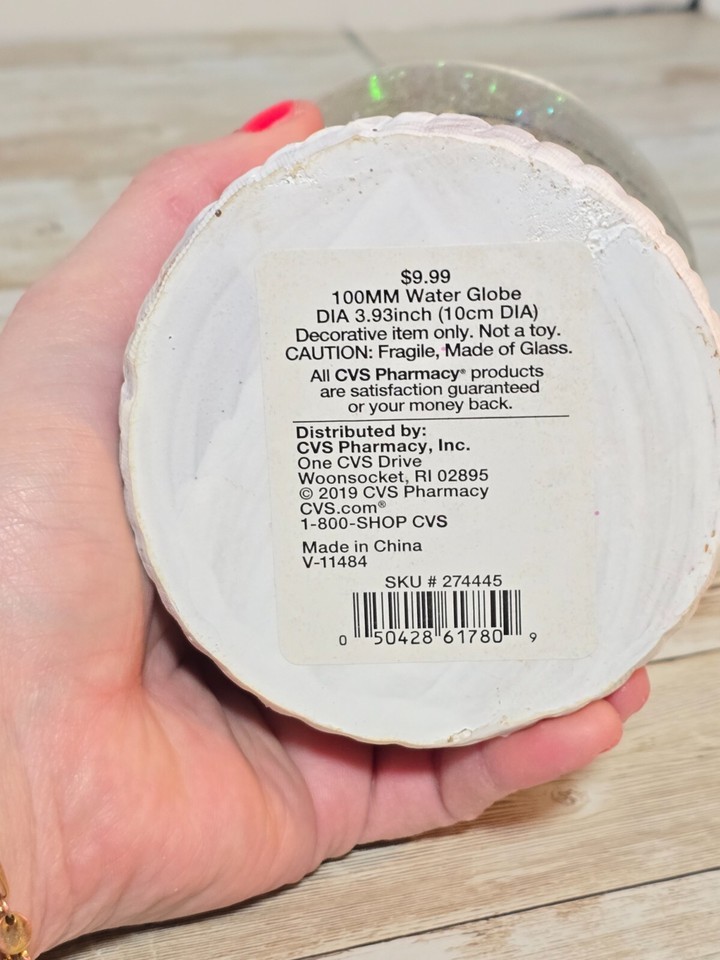 $9.99
100MM Water Globe
DIA 3.93inch (10cm DIA)
Decorative item only. Not a toy.
CAUTION: Fragile, Made of Glass.
All CVS Pharmacy® products
are satisfaction guaranteed
or your money back.
Distributed by:
CVS Pharmacy, Inc.
One CVS Drive
Woonsocket, RI 02895
© 2019 CVS Pharmacy
CVS.com®
1-800-SHOP CVS
Made in China
V-11484
SKU # 274445
0 50428 61780 9